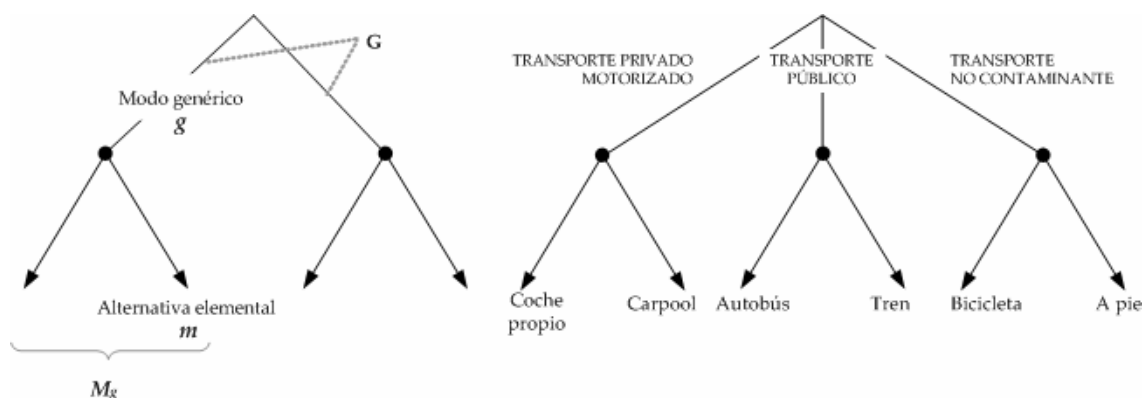 G
Modo genérico
g
Alternativa elemental
m
Mg
TRANSPORTE PRIVADO
MOTORIZADO
TRANSPORTE
PÚBLICO
TRANSPORTE
NO CONTAMINANTE
Coche
propio
Carpool
Autobús
Tren
Bicicleta
A pie